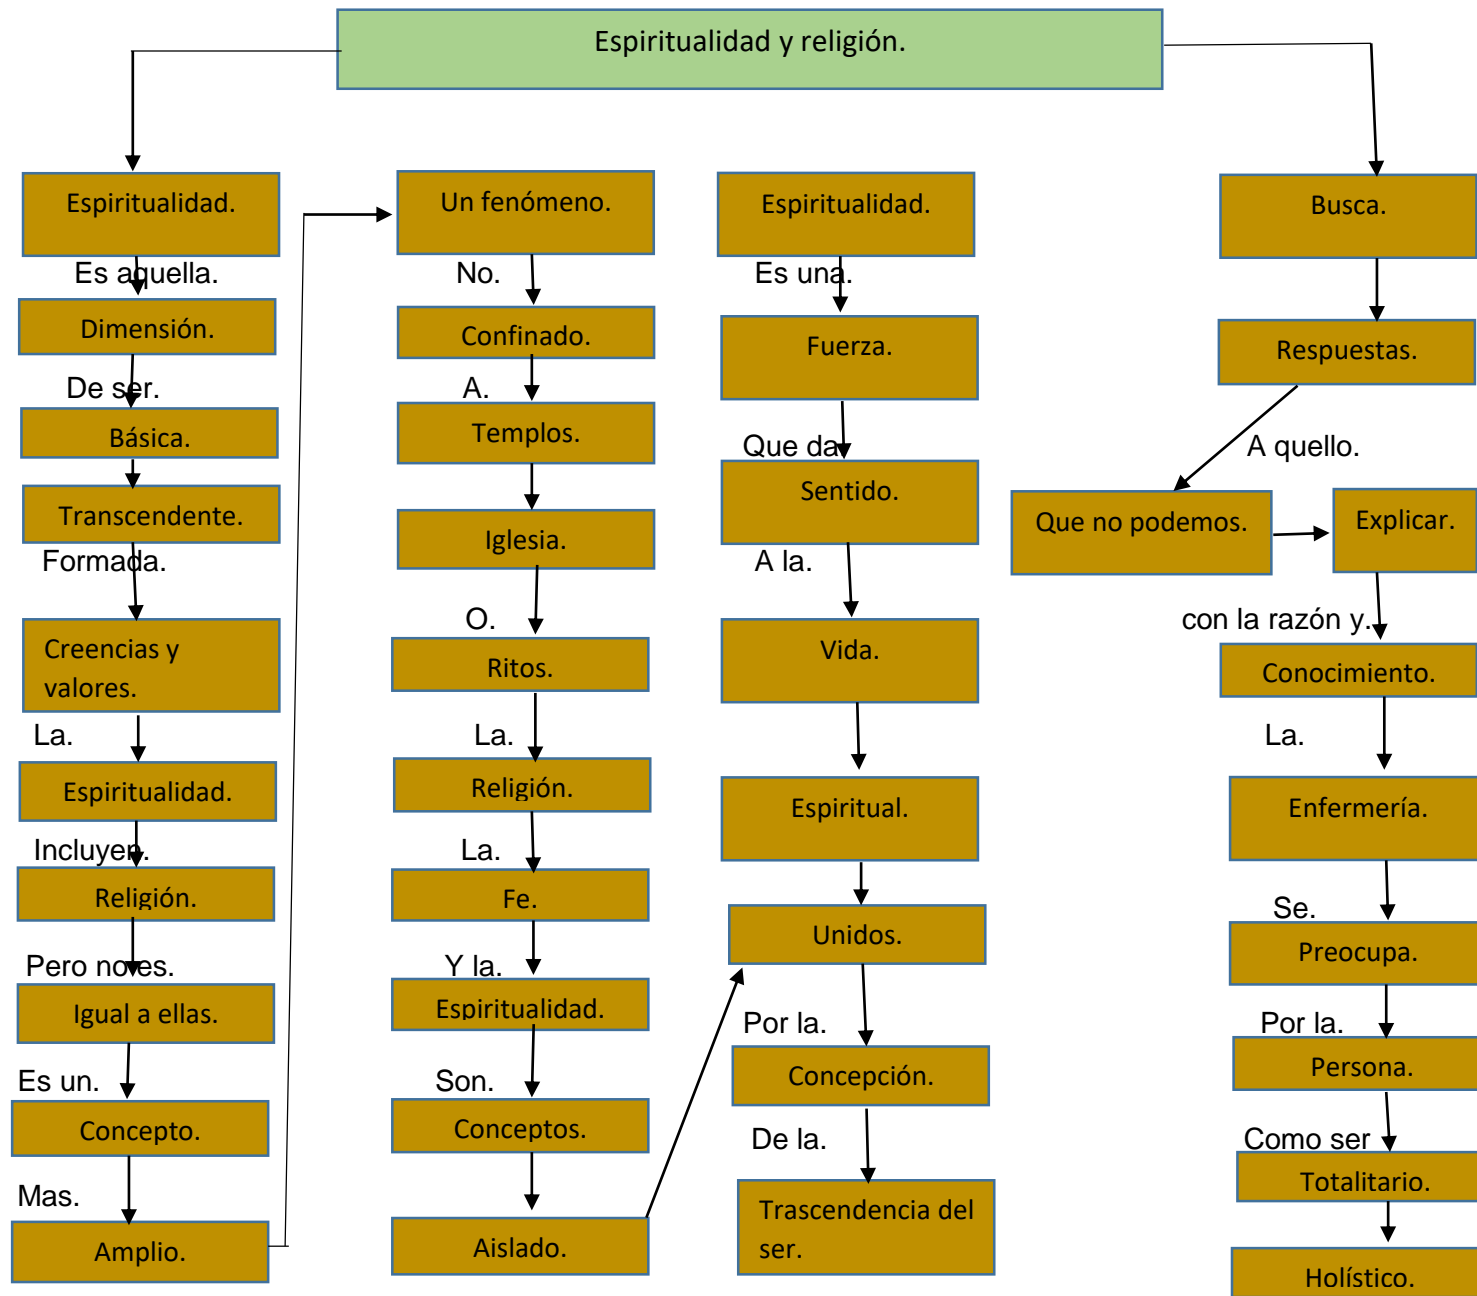 Espiritualidad y religión.
Espiritualidad.
Es aquella.
Dimensión.
De ser.
Básica.
Transcendente.
Formada.
Creencias y
valores.
La.
Espiritualidad.
Incluyen.
Religión.
Pero no es.
Igual a ellas.
Es un.
Concepto.
Mas.
Amplio.
Un fenómeno.
No.
Confinado.
A.
Templos.
Iglesia.
O.
Ritos.
La.
Religión.
La.
Fe.
Y la.
Espiritualidad.
Son.
Conceptos.
Aislado.
Espiritualidad.
Es una.
Fuerza.
Que da
Sentido.
A la.
Vida.
Espiritual.
Unidos.
Por la.
Concepción.
De la.
Trascendencia del
ser.
Busca.
Respuestas.
A quello.
Que no podemos.
Explicar.
con la razón y.
Conocimiento.
La.
Enfermería.
Se.
Preocupa.
Por la.
Persona.
Como ser
Totalitario.
Holístico.